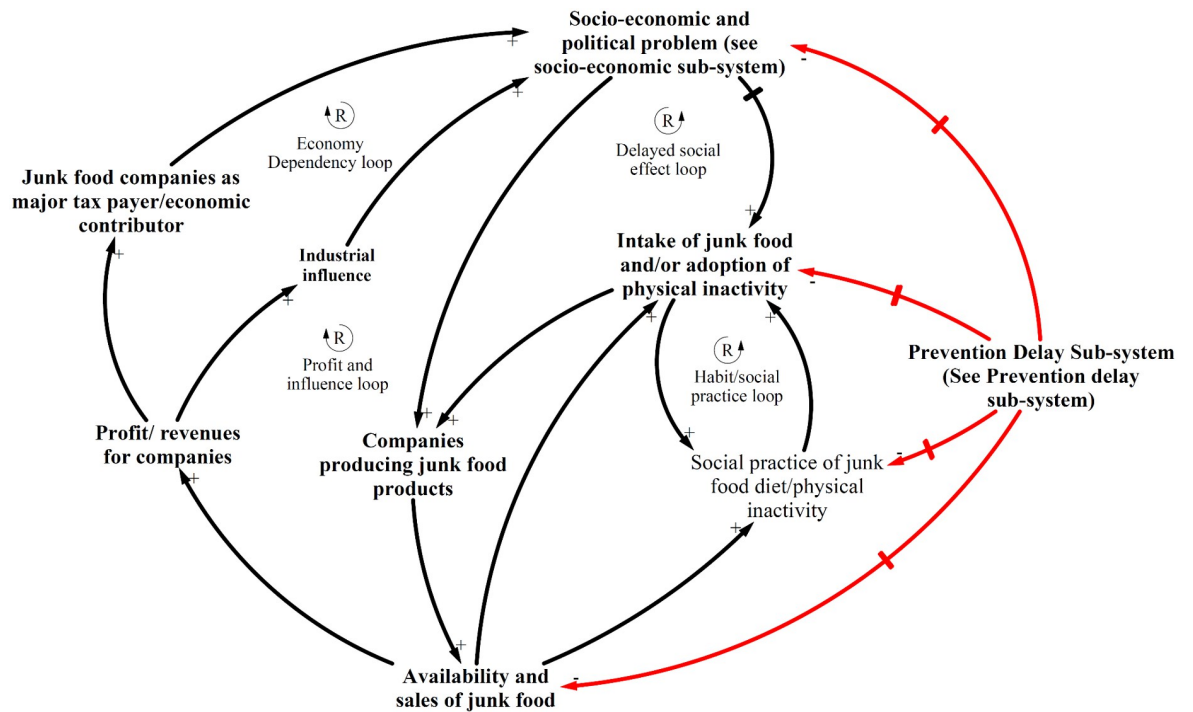 Socio-economic and
political problem (see
socio-economic sub-system)
+
+
-
R
Economy
Dependency loop
R
Delayed social
effect loop
Junk food companies as
major tax payer/economic
contributor
+
+
Intake of junk food
and/or adoption of
physical inactivity
-
Industrial
influence
+
+
+
R
Profit and
influence loop
R
Habit/social
practice loop
Prevention Delay Sub-system
(See Prevention delay
sub-system)
Profit/ revenues
for companies
+
+
+
Companies
producing junk food
products
+
-
Social practice of junk
food diet/physical
inactivity
+
+
Availability and
sales of junk food
-